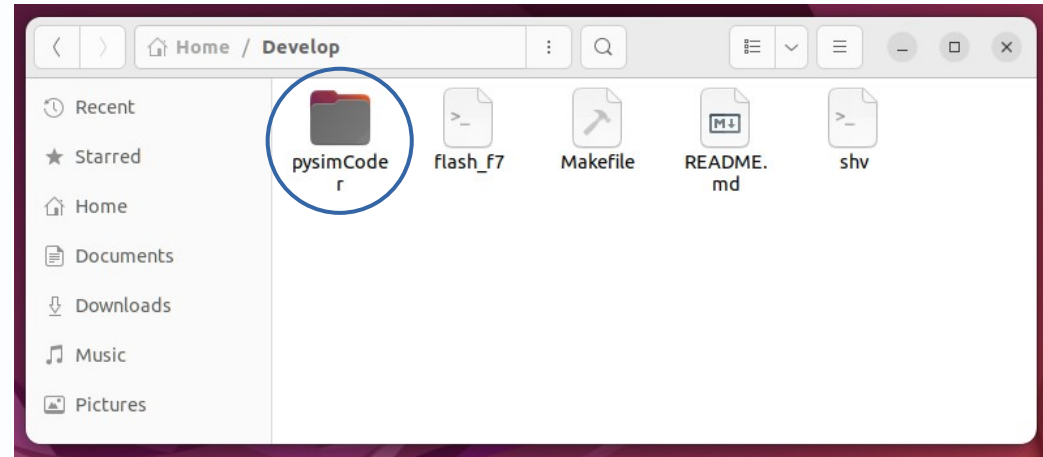 Home / Develop
Recent
Starred
Home
Documents
Downloads
Music
Pictures
pysimCode
r
flash_f7
Makefile
README.
md
shv
>_
M↓
>_